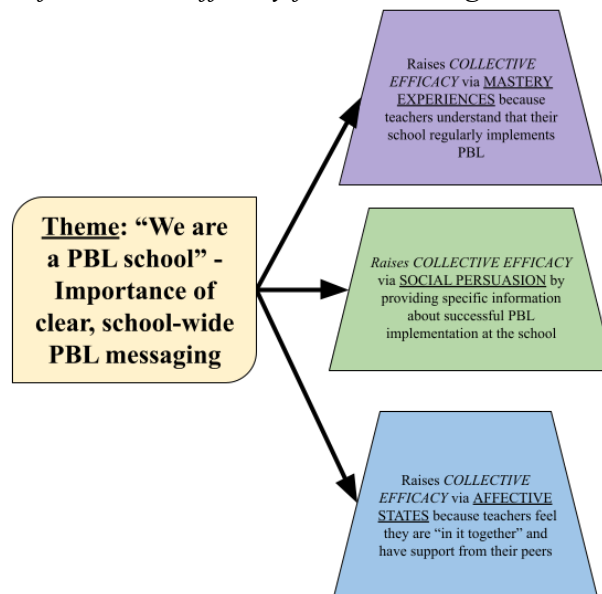 Theme: “We are
a PBL school” -
Importance of
clear, school-wide
PBL messaging
Raises COLLECTIVE
EFFICACY via MASTERY
EXPERIENCES because
teachers understand that their
school regularly implements
PBL
Raises COLLECTIVE EFFICACY
via SOCIAL PERSUASION by
providing specific information
about successful PBL
implementation at the school
Raises COLLECTIVE
EFFICACY via AFFECTIVE
STATES because teachers feel
they are “in it together” and
have support from their peers